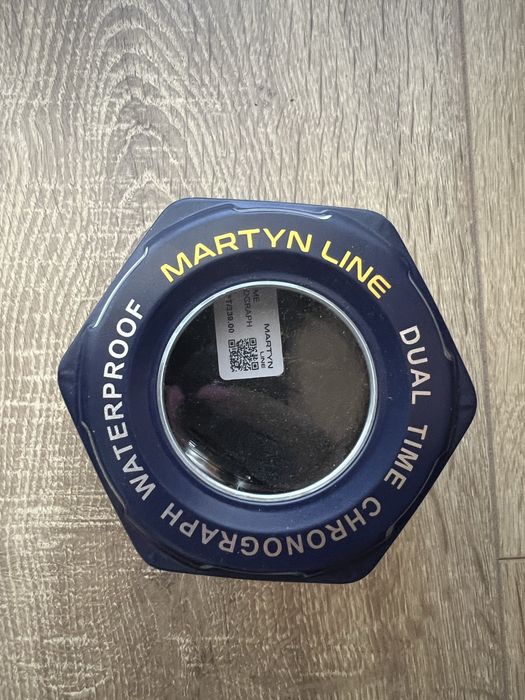 MARTYN LINE
DUAL TIME CHRONOGRAPH WATERPROOF
MARTYN
LINE